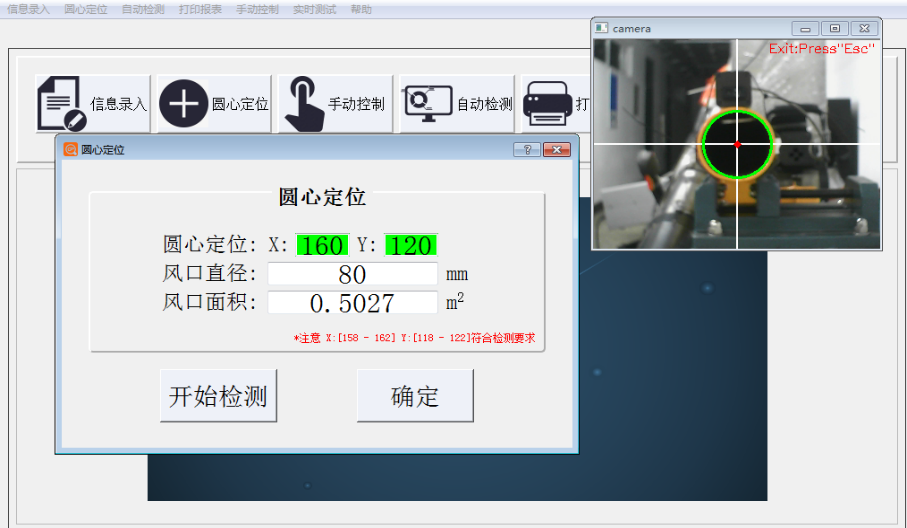 信息录入 圆心定位 自动检测 打印报表 手动控制 实时测试 帮助
camera
Exit:Press"Esc"
信息录入 圆心定位 手动控制 自动检测 打
圆心定位
圆心定位
圆心定位: X: 160 Y: 120
风口直径: 80 mm
风口面积: 0.5027 m²
*注意 X:[158 - 162] Y:[118 - 122]符合检测要求
开始检测 确定